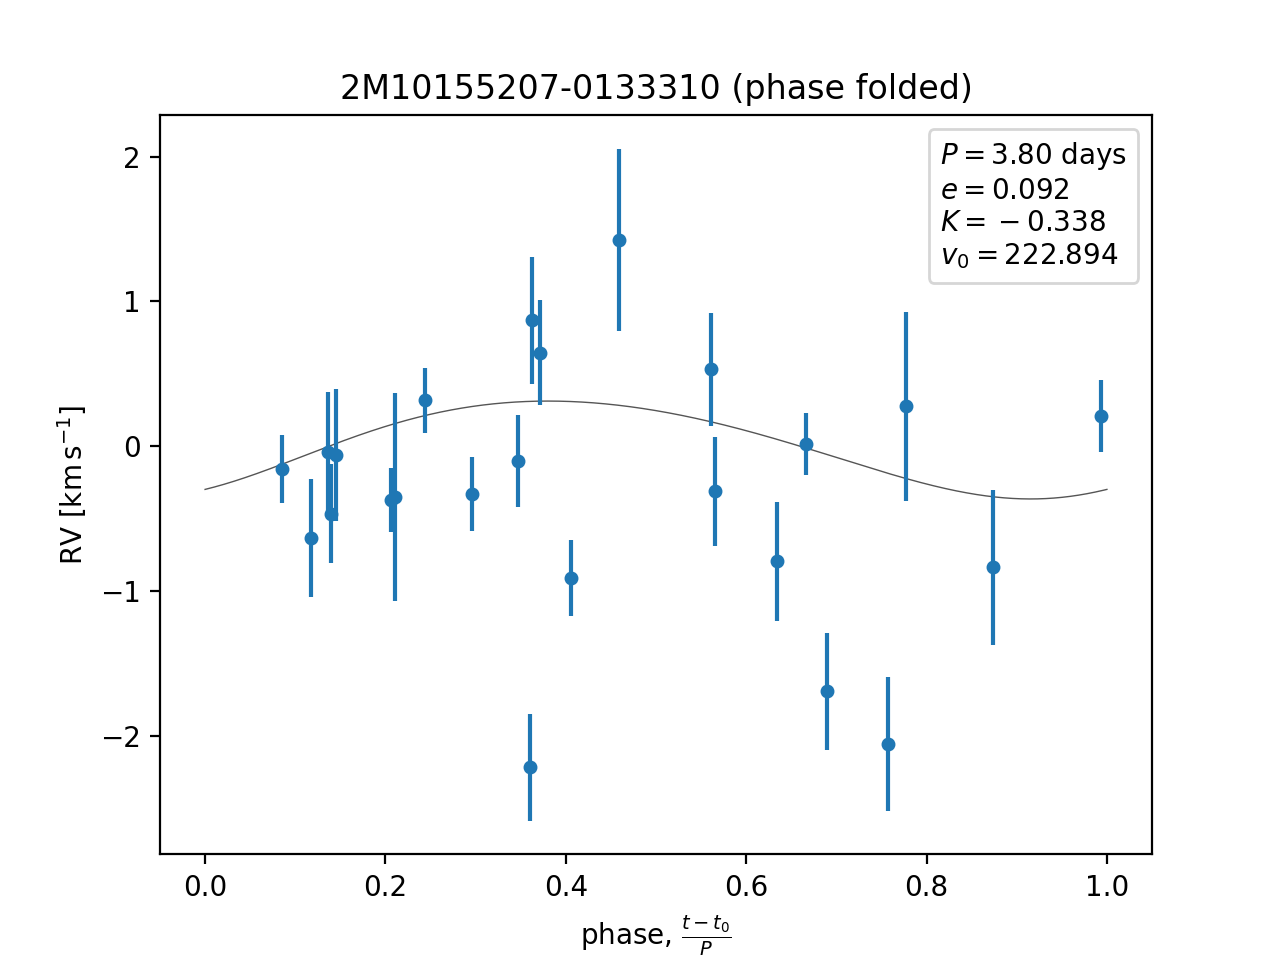 2M10155207-0133310 (phase folded)
P = 3.80 days
e = 0.092
K = −0.338
v₀ = 222.894
2
1
0
−1
−2
RV [km s⁻¹]
0.0 0.2 0.4 0.6 0.8 1.0
phase, (t − t₀)/P